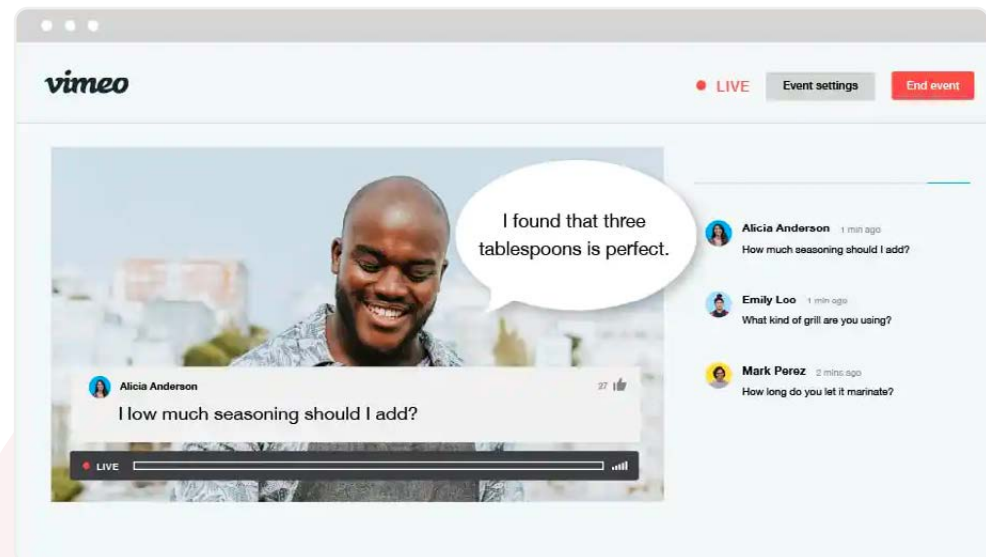 vimeo
LIVE
Event settings
End event
I found that three
tablespoons is perfect.
Alicia Anderson
27
How much seasoning should I add?
LIVE
Alicia Anderson 1 min ago
How much seasoning should I add?
Emily Loo 1 min ago
What kind of grill are you using?
Mark Perez 2 mins ago
How long do you let it marinate?